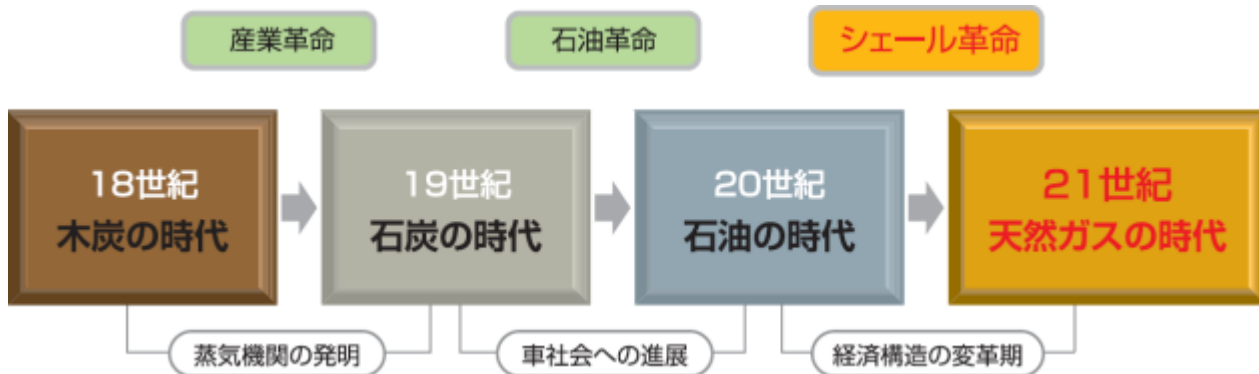 産業革命
石油革命
シェール革命
18世紀
木炭の時代
19世紀
石炭の時代
20世紀
石油の時代
21世紀
天然ガスの時代
蒸気機関の発明
車社会への進展
経済構造の変革期